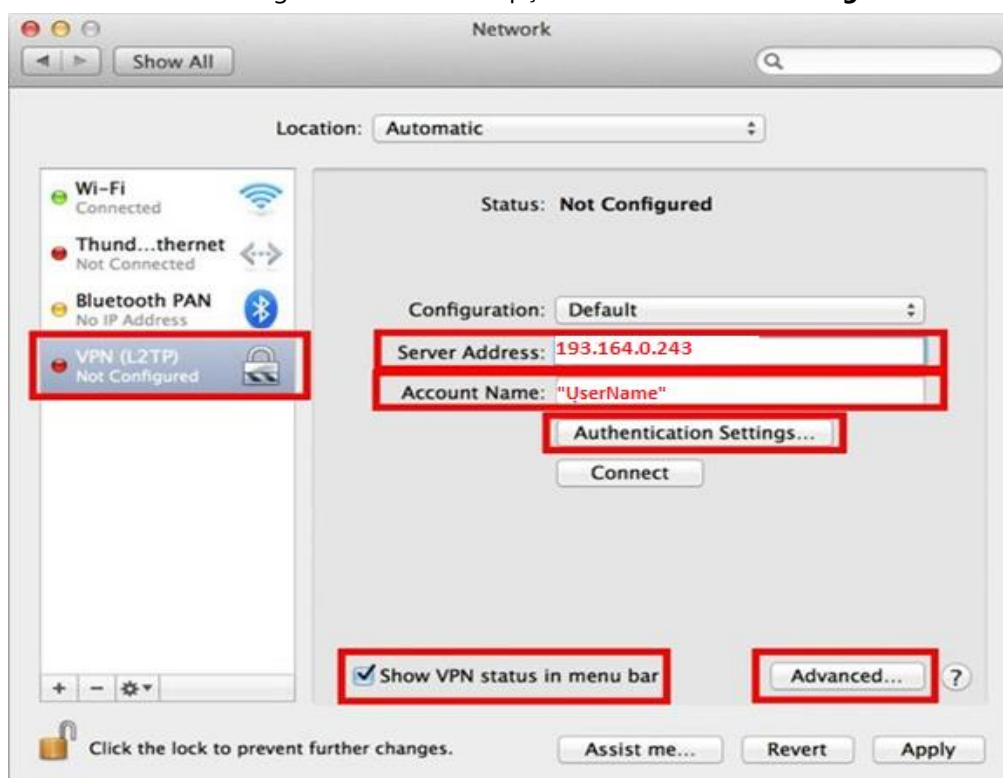 Network
Show All
Location: Automatic
Wi-Fi
Connected
Thund...thernet
Not Connected
Bluetooth PAN
No IP Address
VPN (L2TP)
Not Configured
Status: Not Configured
Configuration: Default
Server Address: 193.164.0.243
Account Name: "UserName"
Authentication Settings...
Connect
Show VPN status in menu bar
Advanced... ?
+ -
Click the lock to prevent further changes.
Assist me... Revert Apply